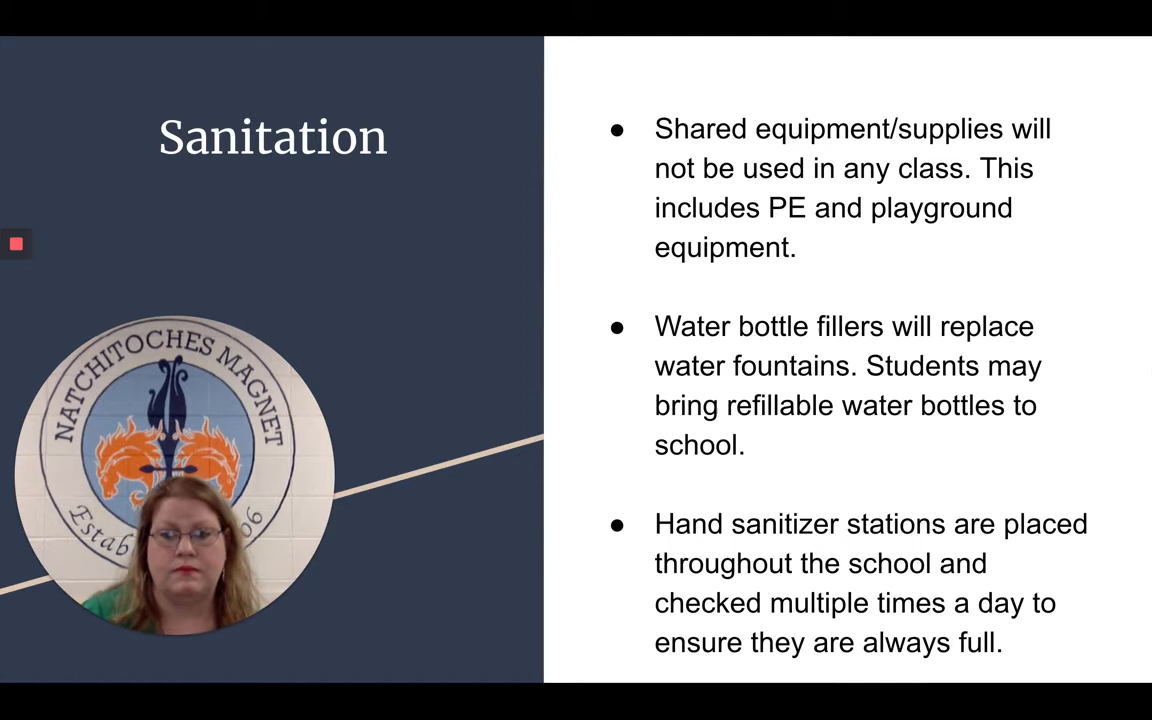 Sanitation
● Shared equipment/supplies will
not be used in any class. This
includes PE and playground
equipment.
● Water bottle fillers will replace
water fountains. Students may
bring refillable water bottles to
school.
● Hand sanitizer stations are placed
throughout the school and
checked multiple times a day to
ensure they are always full.
NATCHITOCHES MAGNET